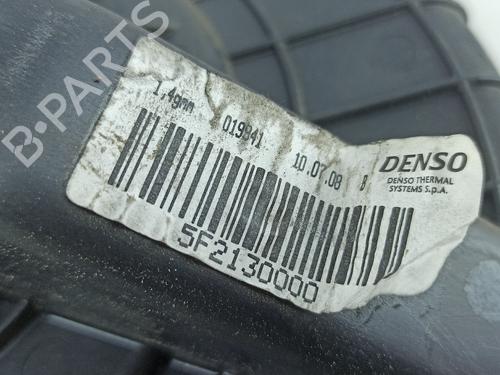 B-PARTS
1,4gmm 019841 10.07.08 8
DENSO
DENSO THERMAL
SYSTEMS S.p.A.
5F2130000